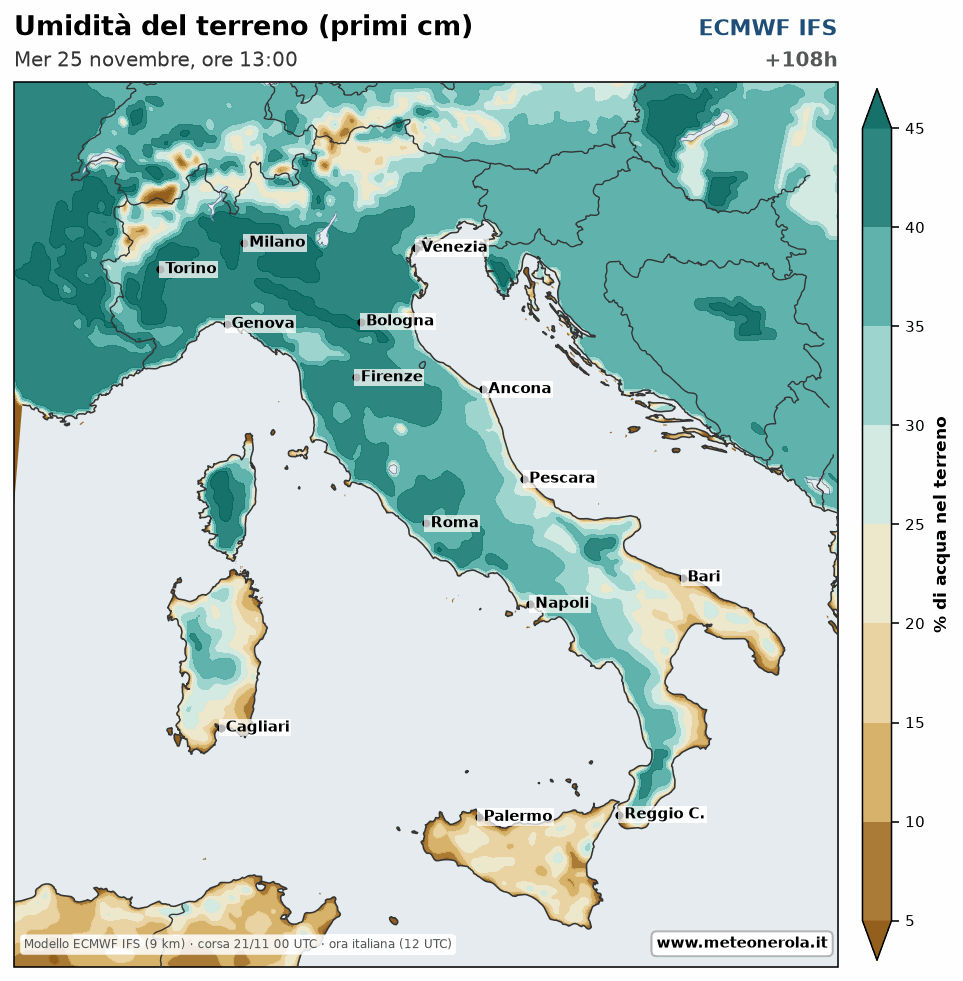 Umidità del terreno (primi cm)
ECMWF IFS
Mer 25 novembre, ore 13:00
+108h
Milano
Venezia
Torino
Genova
Bologna
Firenze
Ancona
Pescara
Roma
Bari
Napoli
Cagliari
Palermo
Reggio C.
45
40
35
30
25
20
15
10
5
% di acqua nel terreno
Modello ECMWF IFS (9 km) · corsa 21/11 00 UTC · ora italiana (12 UTC)
www.meteonerola.it